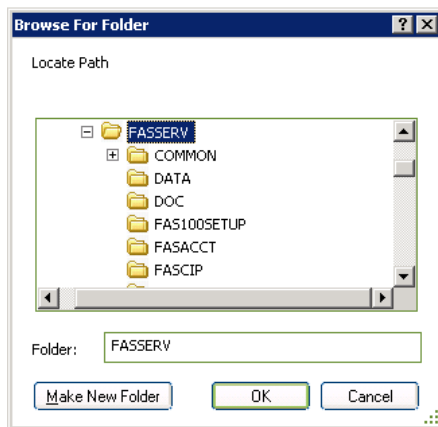 Browse For Folder
Locate Path
FASSERV
COMMON
DATA
DOC
FAS100SETUP
FASACCT
FASCIP
Folder: FASSERV
Make New Folder OK Cancel